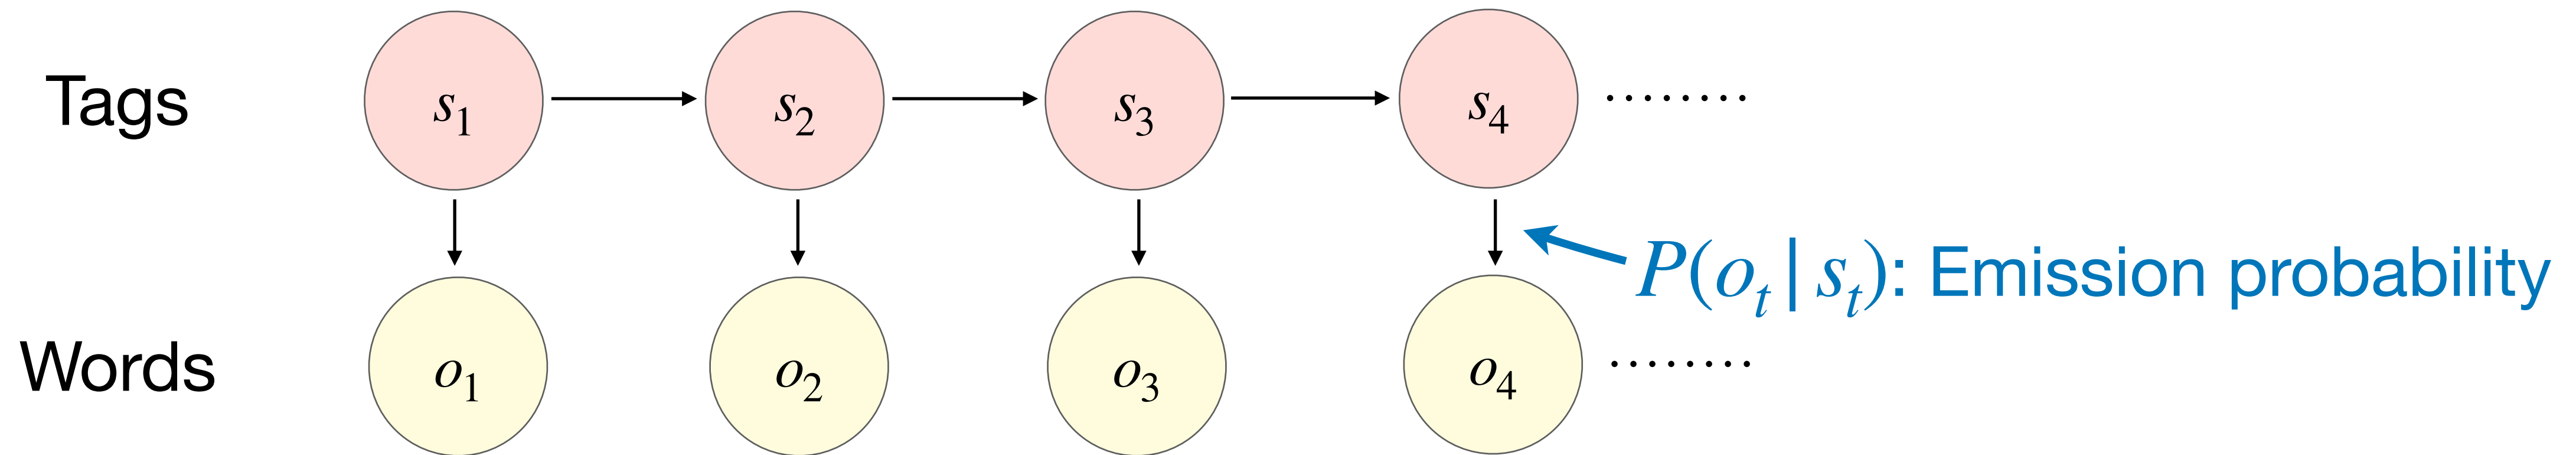 Tags s₁ s₂ s₃ s₄ ........
P(oₜ | sₜ): Emission probability
Words o₁ o₂ o₃ o₄ ........